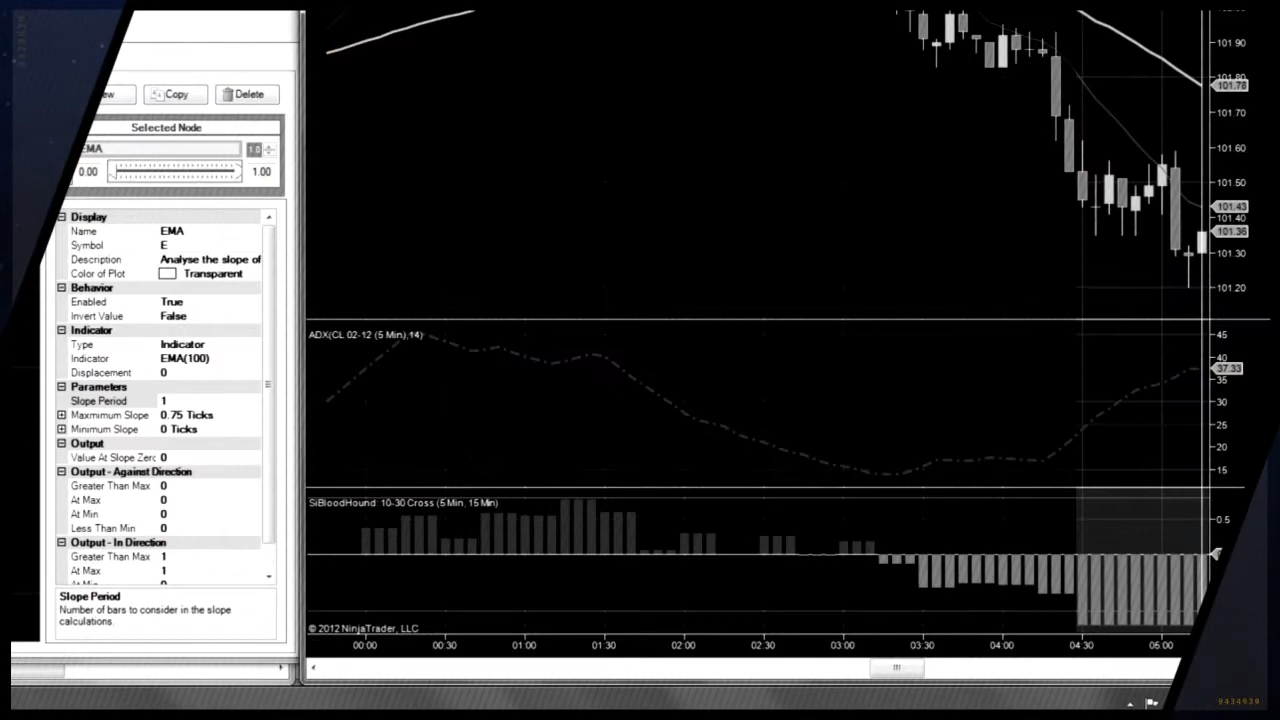 ew
Copy
Delete
Selected Node
EMA
1.0
0.00
1.00
Display
Name EMA
Symbol E
Description Analyse the slope of
Color of Plot Transparent
Behavior
Enabled True
Invert Value False
Indicator
Type Indicator
Indicator EMA(100)
Displacement 0
Parameters
Slope Period 1
Maxmimum Slope 0.75 Ticks
Minimum Slope 0 Ticks
Output
Value At Slope Zerc 0
Output - Against Direction
Greater Than Max 0
At Max 0
At Min 0
Less Than Min 0
Output - In Direction
Greater Than Max 1
At Max 1
Slope Period
Number of bars to consider in the slope
calculations.
101.90
101.80
101.78
101.70
101.60
101.50
101.43
101.40
101.36
101.30
101.20
ADX(CL 02-12 (5 Min),14)
45
40
37.33
35
30
25
20
15
SiBloodHound 10-30 Cross (5 Min, 15 Min)
0.5
© 2012 NinjaTrader, LLC
00:00 00:30 01:00 01:30 02:00 02:30 03:00 03:30 04:00 04:30 05:00
9434939